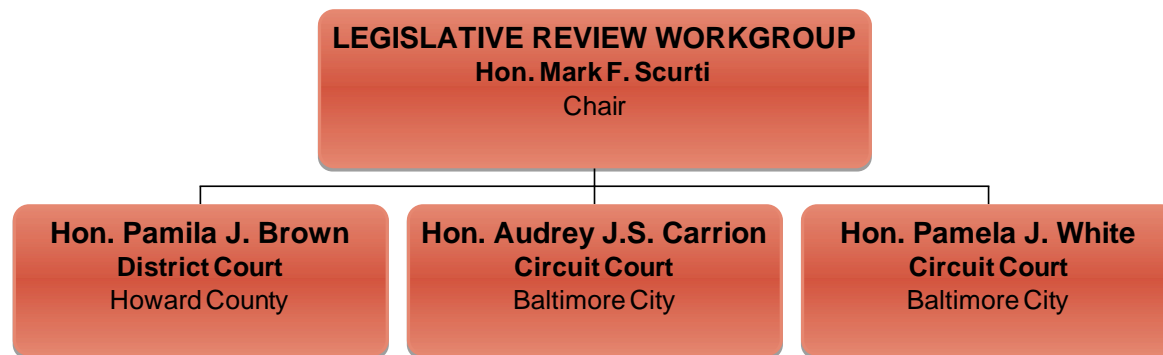 LEGISLATIVE REVIEW WORKGROUP
Hon. Mark F. Scurti
Chair
Hon. Pamila J. Brown
District Court
Howard County
Hon. Audrey J.S. Carrion
Circuit Court
Baltimore City
Hon. Pamela J. White
Circuit Court
Baltimore City